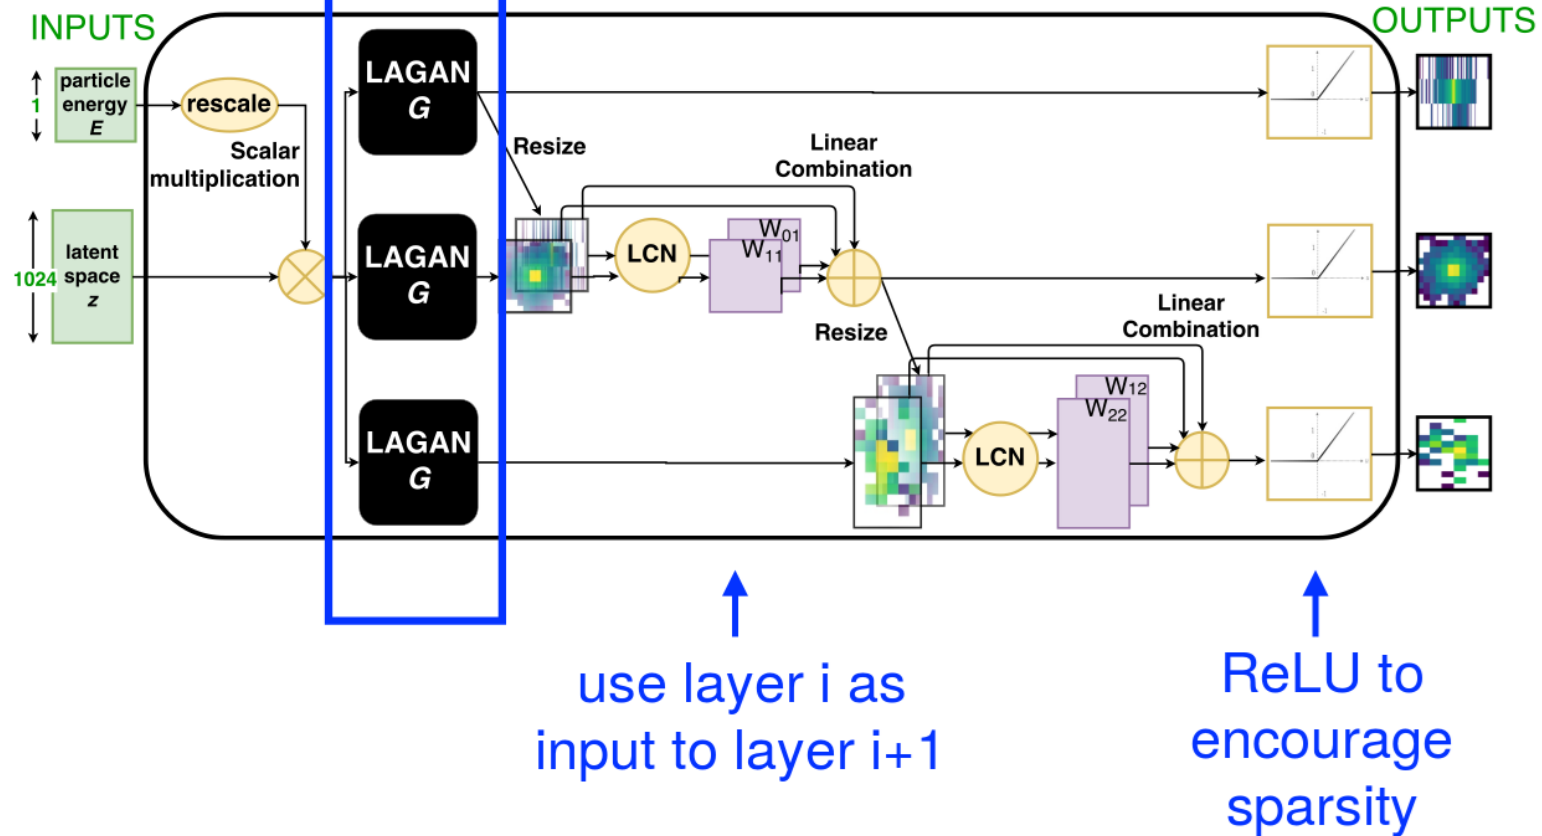 INPUTS
OUTPUTS
particle
energy
E
1
rescale
Scalar
multiplication
latent
space
z
1024
LAGAN
G
LAGAN
G
LAGAN
G
Resize
Linear
Combination
LCN
W01
W11
Resize
Linear
Combination
LCN
W12
W22
use layer i as
input to layer i+1
ReLU to
encourage
sparsity